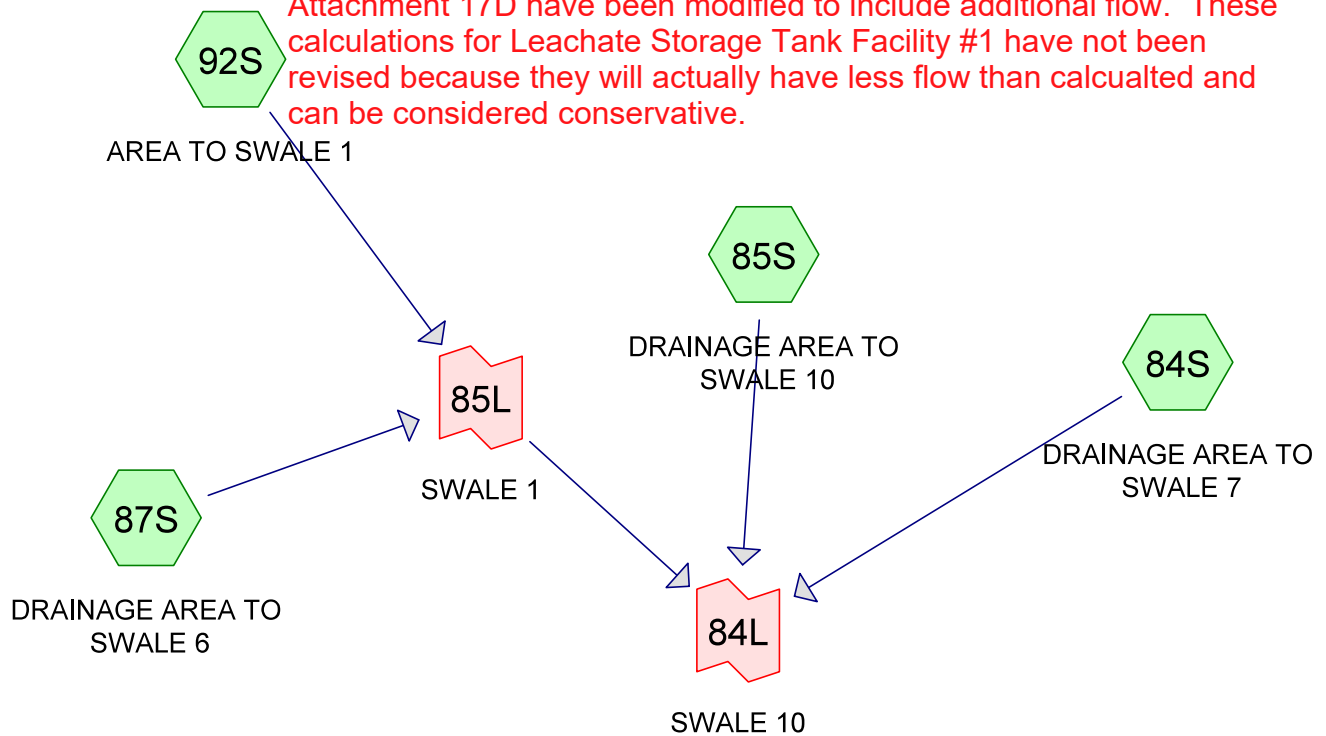 Attachment 17D have been modified to include additional flow. These
calculations for Leachate Storage Tank Facility #1 have not been
revised because they will actually have less flow than calcualted and
can be considered conservative.
92S
AREA TO SWALE 1
85S
DRAINAGE AREA TO
SWALE 10
84S
DRAINAGE AREA TO
SWALE 7
85L
SWALE 1
87S
DRAINAGE AREA TO
SWALE 6
84L
SWALE 10